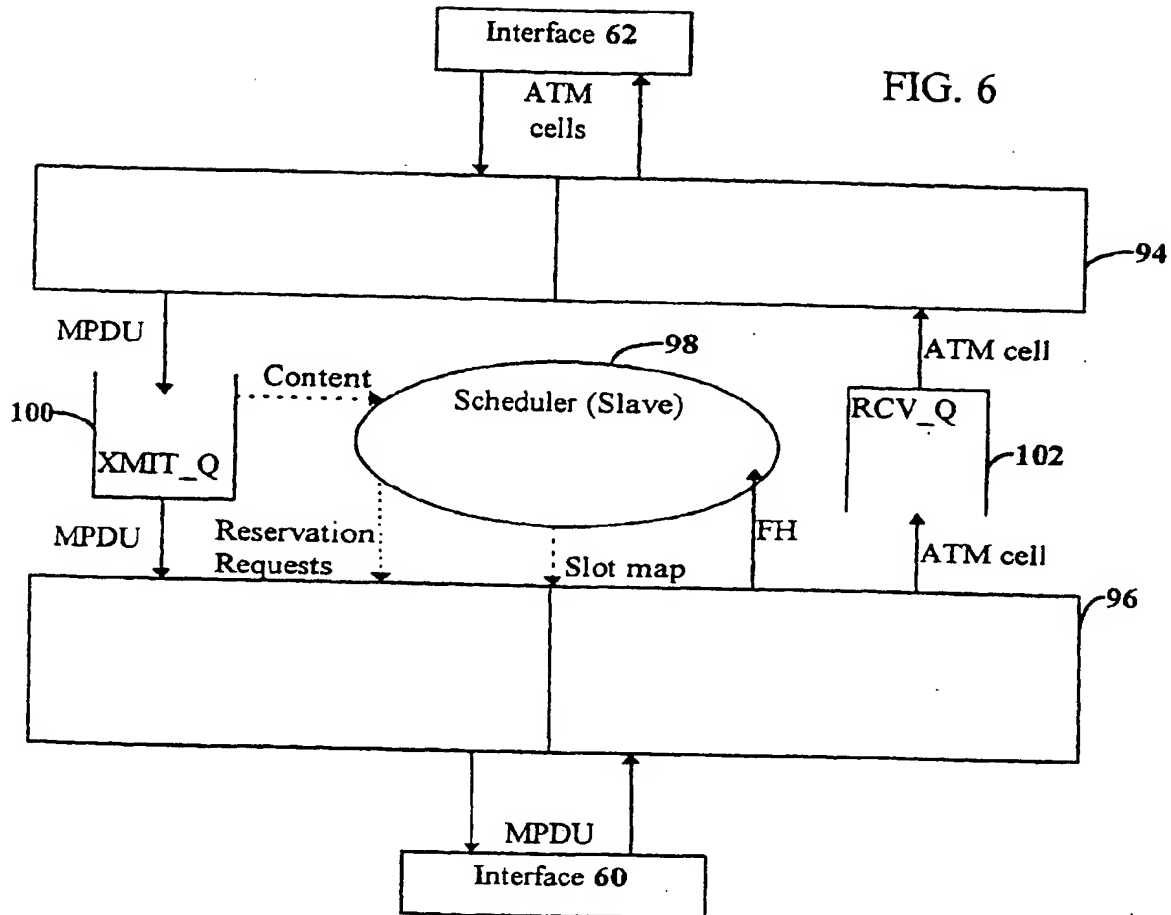 Interface 62
FIG. 6
ATM
cells
94
MPDU
ATM cell
98
Content
Scheduler (Slave)
RCV_Q
100
102
XMIT_Q
MPDU
Reservation
Requests
FH
ATM cell
Slot map
96
MPDU
Interface 60